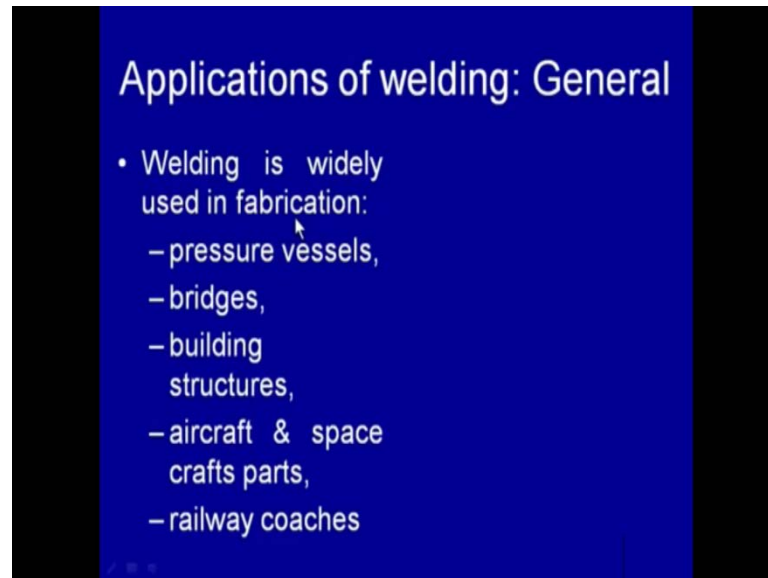 Applications of welding: General
• Welding is widely
used in fabrication:
– pressure vessels,
– bridges,
– building
structures,
– aircraft & space
crafts parts,
– railway coaches